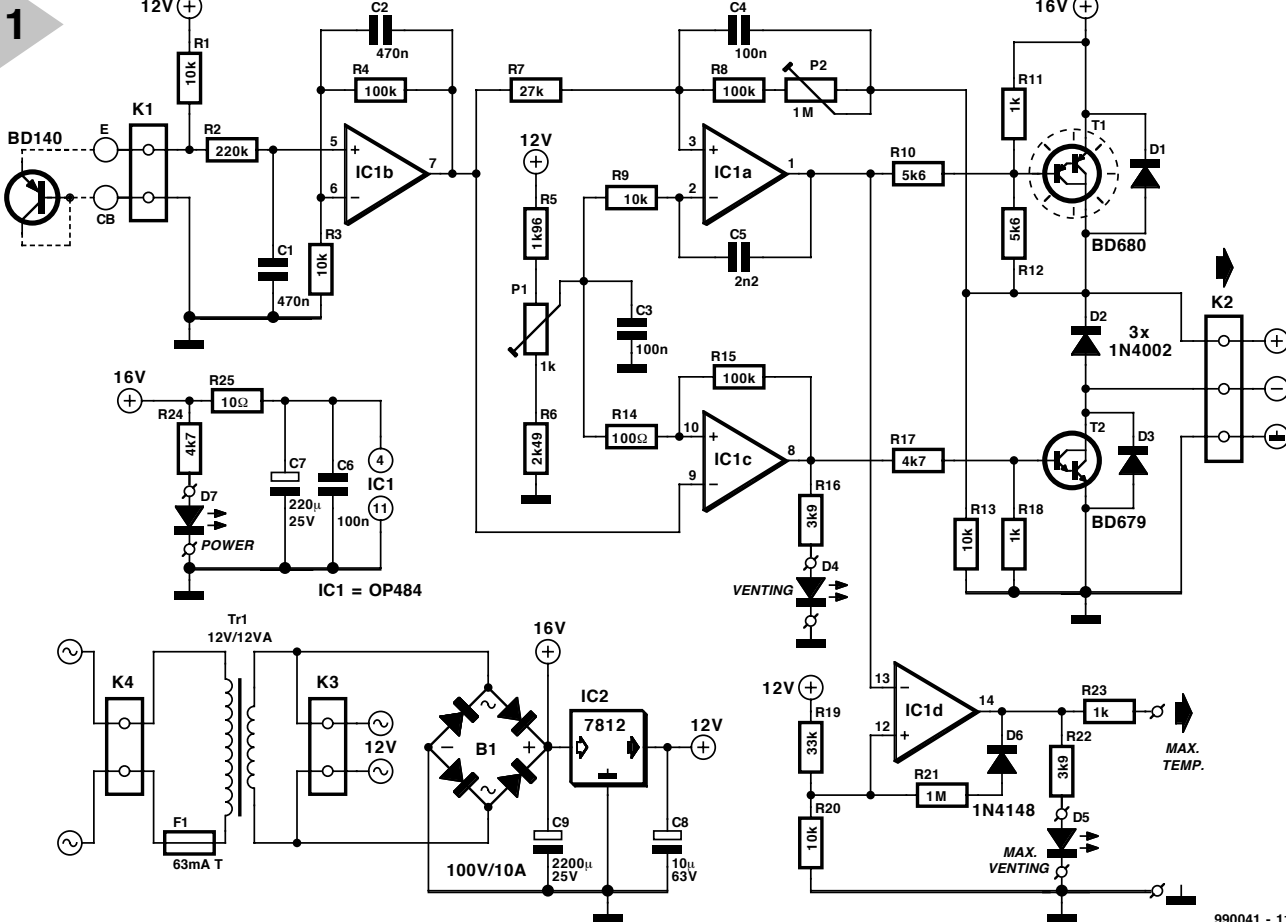 1
12V
R1
10k
K1
BD140
E
CB
R2
220k
C1
470n
C2
470n
R4
100k
5
+
6
−
IC1b
7
R3
10k
R7
27k
12V
R5
1k96
P1
1k
R6
2k49
C3
100n
R9
10k
C4
100n
R8
100k
P2
1M
3
+
2
−
IC1a
1
C5
2n2
R10
5k6
16V
R11
1k
T1
D1
5k6
R12
BD680
K2
D2
3x
1N4002
T2
D3
BD679
R14
100Ω
R15
100k
10
+
9
−
IC1c
8
R17
4k7
R16
3k9
D4
VENTING
R13
10k
R18
1k
16V
R25
10Ω
R24
4k7
D7
POWER
C7
220µ
25V
C6
100n
4
IC1
11
IC1 = OP484
Tr1
12V/12VA
K4
F1
63mA T
K3
12V
B1
100V/10A
16V
IC2
7812
12V
C9
2200µ
25V
C8
10µ
63V
12V
R19
33k
R20
10k
13
−
12
+
IC1d
14
R21
1M
D6
1N4148
R23
1k
R22
3k9
MAX.
TEMP.
D5
MAX.
VENTING